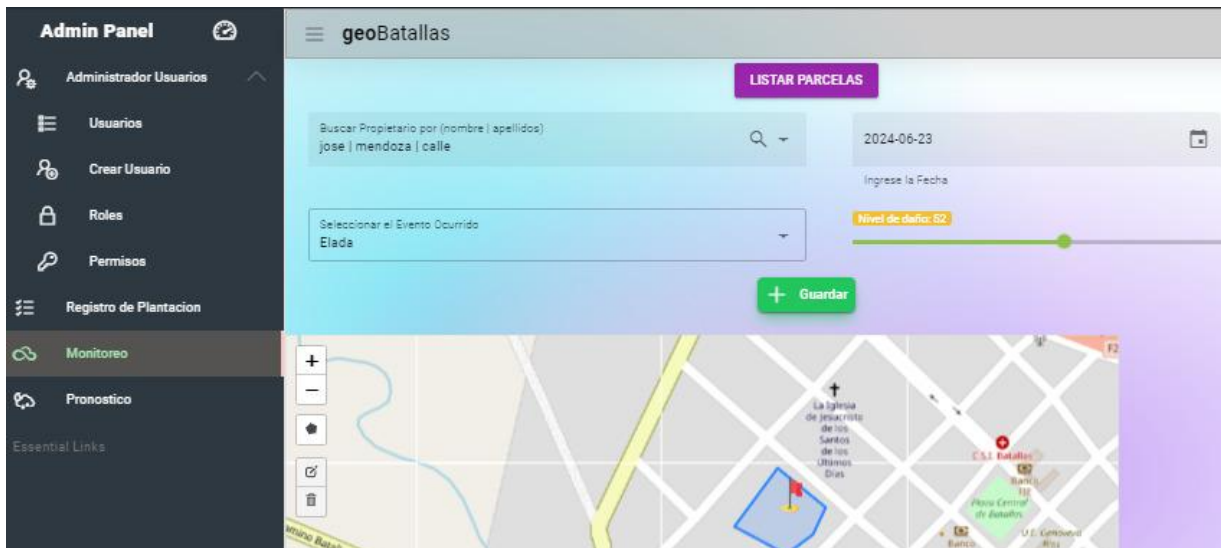 Admin Panel
geoBatallas
Administrador Usuarios
Usuarios
Crear Usuario
Roles
Permisos
Registro de Plantacion
Monitoreo
Pronostico
Essential Links
LISTAR PARCELAS
Buscar Propietario por (nombre | apellidos)
jose | mendoza | calle
2024-06-23
Ingrese la Fecha
Seleccionar el Evento Ocurrido
Elada
Nivel de daño: 52
+ Guardar
+
−
La Iglesia
de Jesucristo
de los
Santos
de los
Últimos
Días
C.S.I. Batallas
Banco
Plaza Central
de Batallas
Banco
F2